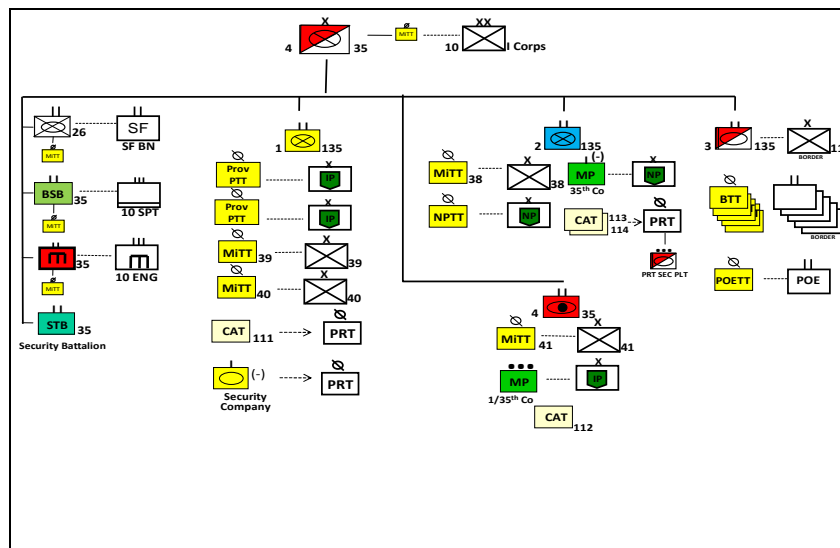 X
XX
4
35
MiTT
10
I Corps
26
SF
SF BN
MiTT
BSB
35
10 SPT
MiTT
35
10 ENG
MiTT
STB
35
Security Battalion
1
135
Prov
PTT
X
IP
Prov
PTT
X
IP
MiTT
39
X
39
MiTT
40
X
40
CAT
111
PRT
(-)
PRT
Security
Company
2
135
MiTT
38
X
38
(-)
MP
35th Co
X
NP
NPTT
X
NP
CAT
113
114
PRT
PRT SEC PLT
4
35
MiTT
41
X
41
MP
1/35th Co
X
IP
CAT
112
3
135
X
11
BORDER
BTT
BORDER
POETT
POE